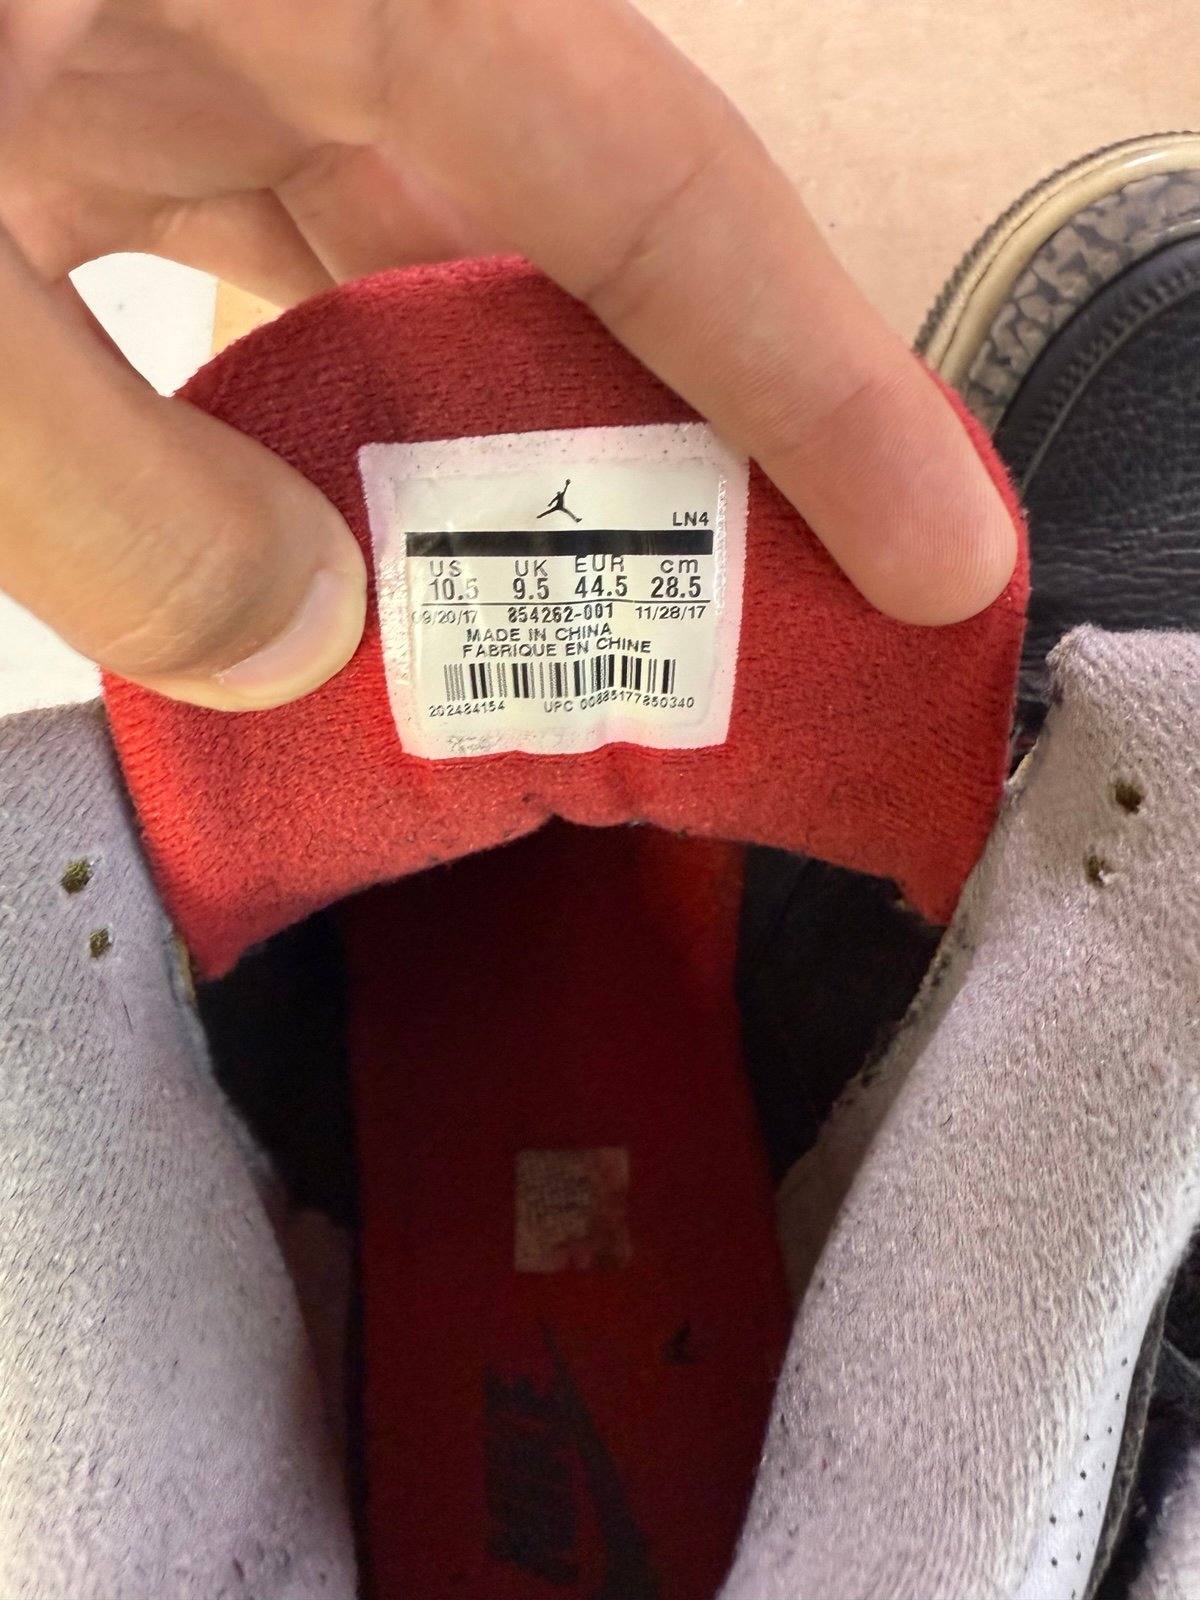 LN4
US UK EUR cm
10.5 9.5 44.5 28.5
09/20/17 854262-001 11/28/17
MADE IN CHINA
FABRIQUE EN CHINE
202484154 UPC 00885177850340
NIKE